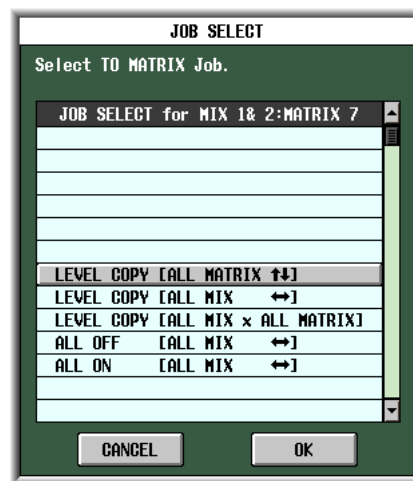 JOB SELECT
Select TO MATRIX Job.
JOB SELECT for MIX 1& 2:MATRIX 7
LEVEL COPY [ALL MATRIX ↑↓]
LEVEL COPY [ALL MIX ↔]
LEVEL COPY [ALL MIX x ALL MATRIX]
ALL OFF [ALL MIX ↔]
ALL ON [ALL MIX ↔]
CANCEL OK